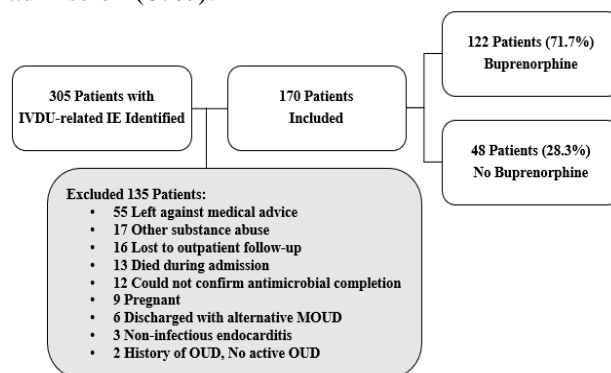 305 Patients with
IVDU-related IE Identified
170 Patients
Included
122 Patients (71.7%)
Buprenorphine
48 Patients (28.3%)
No Buprenorphine
Excluded 135 Patients:
• 55 Left against medical advice
• 17 Other substance abuse
• 16 Lost to outpatient follow-up
• 13 Died during admission
• 12 Could not confirm antimicrobial completion
• 9 Pregnant
• 6 Discharged with alternative MOUD
• 3 Non-infectious endocarditis
• 2 History of OUD, No active OUD